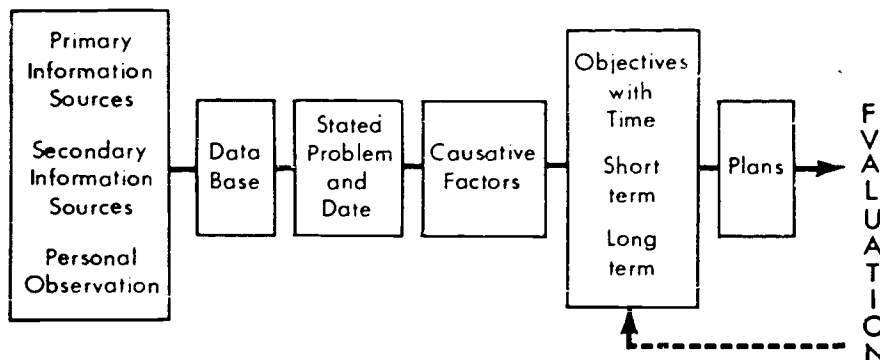 Primary
Information
Sources
Secondary
Information
Sources
Personal
Observation
Data
Base
Stated
Problem
and
Date
Causative
Factors
Objectives
with
Time
Short
term
Long
term
Plans
FVALUATION